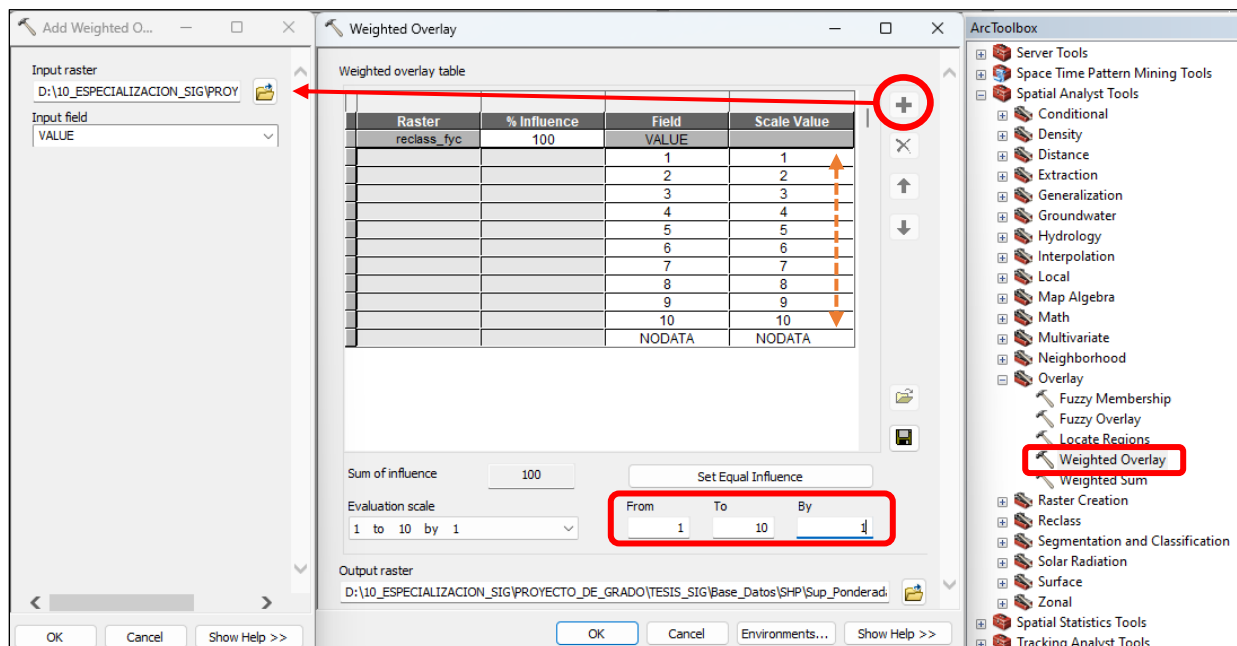 Add Weighted O...
Input raster
D:\10_ESPECIALIZACION_SIG\PROY
Input field
VALUE
OK Cancel Show Help >>
Weighted Overlay
Weighted overlay table
Raster % Influence Field Scale Value
reclass_fyc 100 VALUE
1 1
2 2
3 3
4 4
5 5
6 6
7 7
8 8
9 9
10 10
NODATA NODATA
Sum of influence 100 Set Equal Influence
Evaluation scale From To By
1 to 10 by 1 1 10 1
Output raster
D:\10_ESPECIALIZACION_SIG\PROYECTO_DE_GRADO\TESIS_SIG\Base_Datos\SHP\Sup_Ponderada
OK Cancel Environments... Show Help >>
ArcToolbox
Server Tools
Space Time Pattern Mining Tools
Spatial Analyst Tools
Conditional
Density
Distance
Extraction
Generalization
Groundwater
Hydrology
Interpolation
Local
Map Algebra
Math
Multivariate
Neighborhood
Overlay
Fuzzy Membership
Fuzzy Overlay
Locate Regions
Weighted Overlay
Weighted Sum
Raster Creation
Reclass
Segmentation and Classification
Solar Radiation
Surface
Zonal
Spatial Statistics Tools
Tracking Analyst Tools